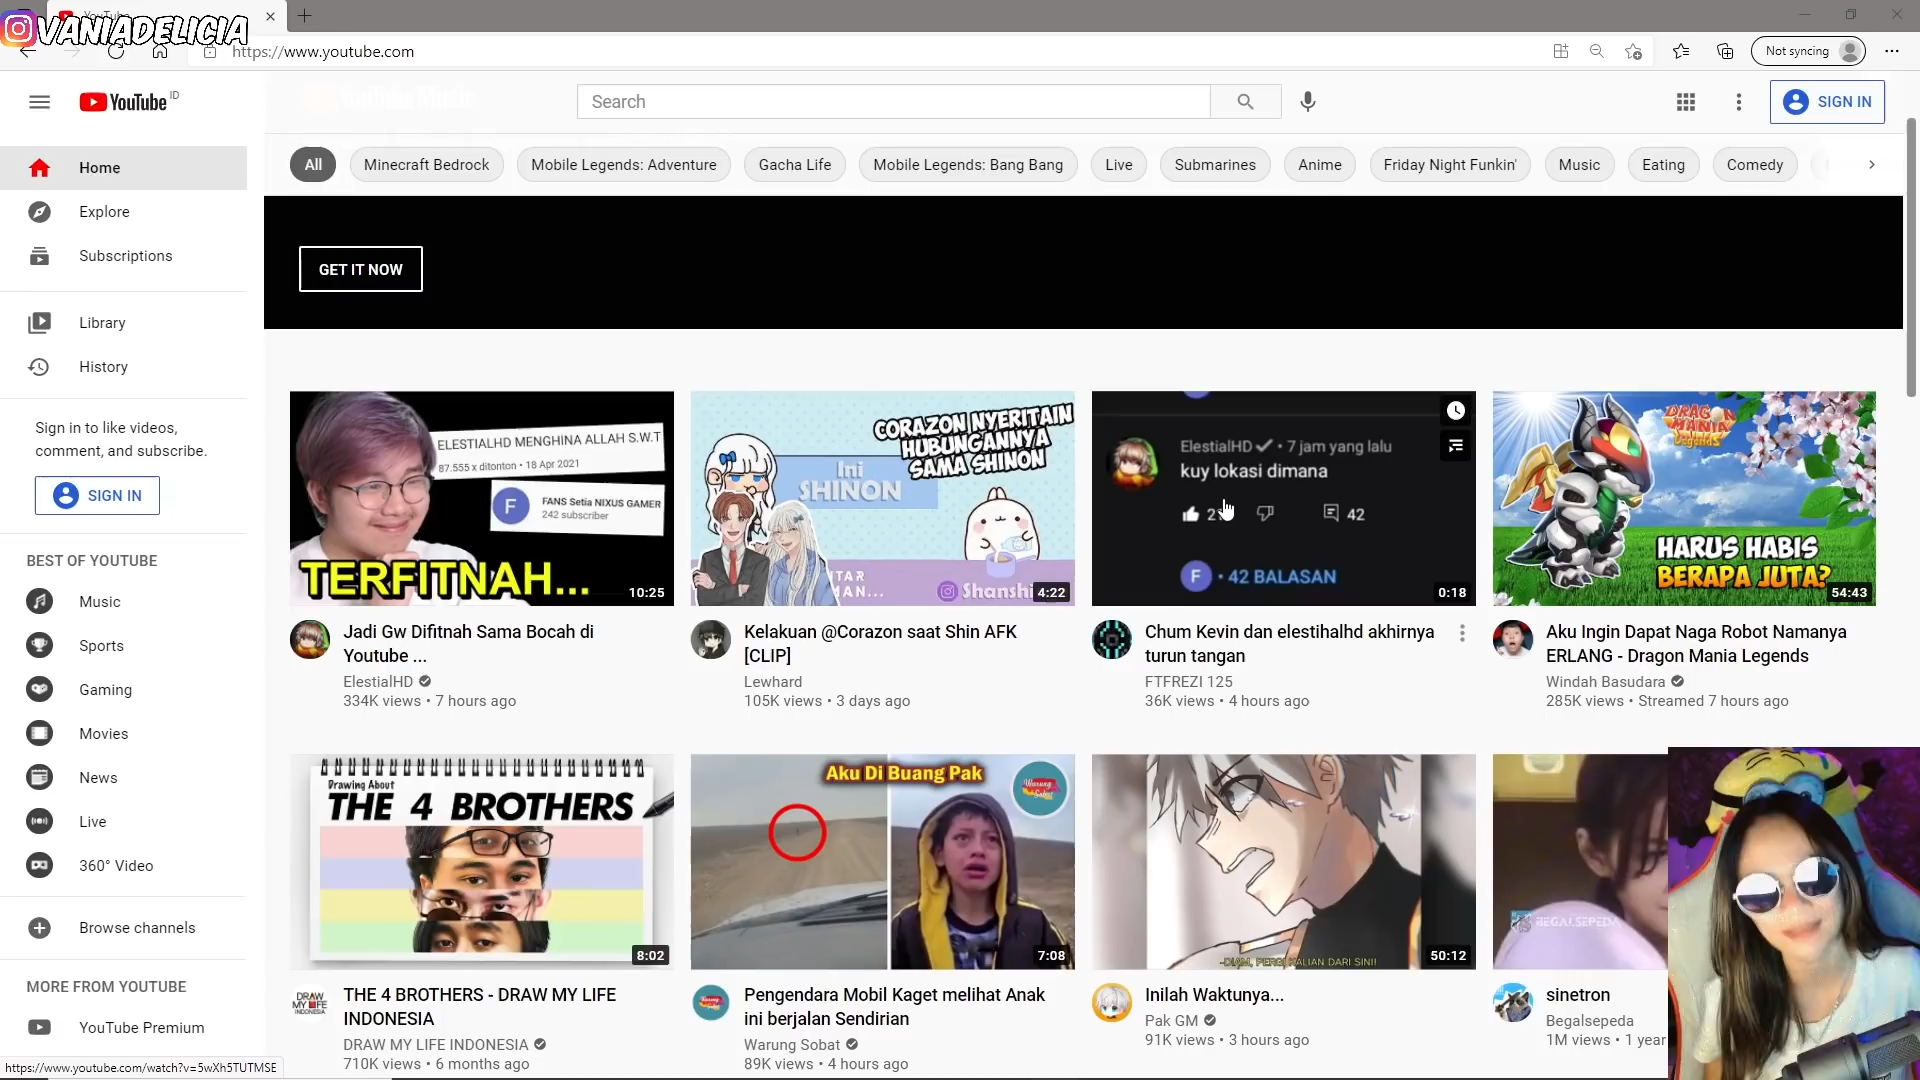 VANIADELICIA
https://www.youtube.com
Not syncing
YouTube ID
Search
SIGN IN
All
Minecraft Bedrock
Mobile Legends: Adventure
Gacha Life
Mobile Legends: Bang Bang
Live
Submarines
Anime
Friday Night Funkin'
Music
Eating
Comedy
Home
Explore
Subscriptions
Library
History
Sign in to like videos,
comment, and subscribe.
SIGN IN
BEST OF YOUTUBE
Music
Sports
Gaming
Movies
News
Live
360° Video
Browse channels
MORE FROM YOUTUBE
YouTube Premium
https://www.youtube.com/watch?v=5wXh5TUTMSE
GET IT NOW
ELESTIALHD MENGHINA ALLAH S.W.T
87.555 x ditonton • 18 Apr 2021
F
FANS Setia NIXUS GAMER
242 subscriber
TERFITNAH...
10:25
Jadi Gw Difitnah Sama Bocah di
Youtube ...
ElestialHD
334K views • 7 hours ago
CORAZON NYERITAIN
HUBUNGANNYA
SAMA SHINON
Ini
SHINON
Shanshi
4:22
Kelakuan @Corazon saat Shin AFK
[CLIP]
Lewhard
105K views • 3 days ago
ElestialHD ✔ • 7 jam yang lalu
kuy lokasi dimana
42
F • 42 BALASAN
0:18
Chum Kevin dan elestihalhd akhirnya
turun tangan
FTFREZI 125
36K views • 4 hours ago
DRAGON
MANIA
Legends
HARUS HABIS
BERAPA JUTA?
54:43
Aku Ingin Dapat Naga Robot Namanya
ERLANG - Dragon Mania Legends
Windah Basudara
285K views • Streamed 7 hours ago
Drawing About
THE 4 BROTHERS
8:02
DRAW
MY LIFE
INDONESIA
THE 4 BROTHERS - DRAW MY LIFE
INDONESIA
DRAW MY LIFE INDONESIA
710K views • 6 months ago
Aku Di Buang Pak
Warung
Sobat
7:08
Pengendara Mobil Kaget melihat Anak
ini berjalan Sendirian
Warung Sobat
89K views • 4 hours ago
50:12
Inilah Waktunya...
Pak GM
91K views • 3 hours ago
BEGALSEPEDA
sinetron
Begalsepeda
1M views • 1 year